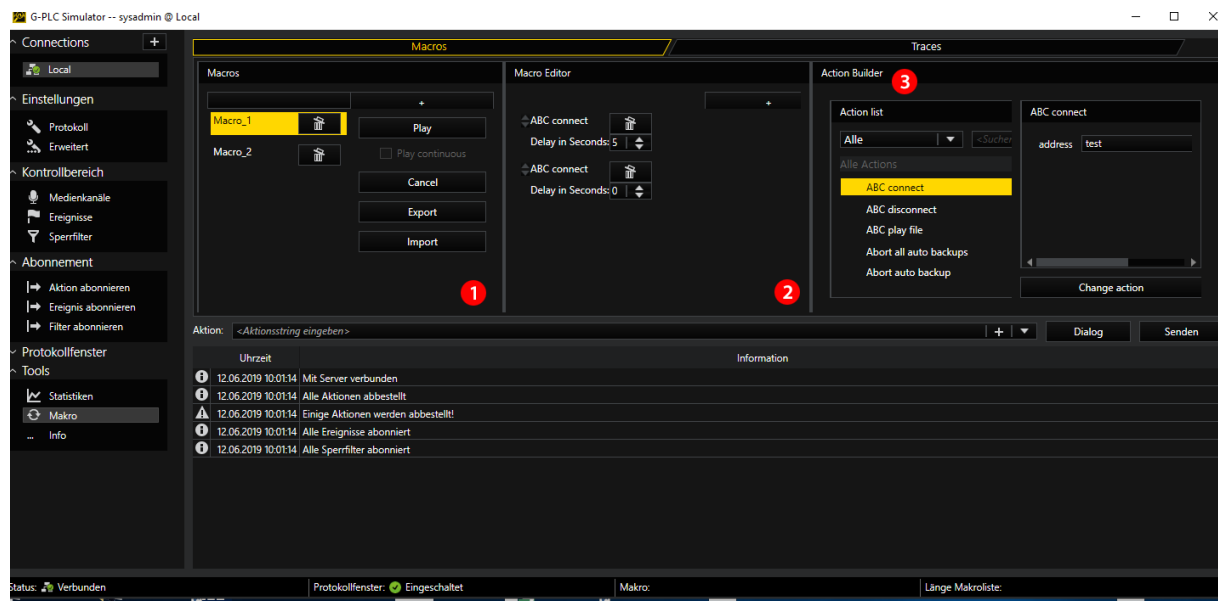 G-PLC Simulator -- sysadmin @ Local
Connections +
Local
Einstellungen
Protokoll
Erweitert
Kontrollbereich
Medienkanäle
Ereignisse
Sperrfilter
Abonnement
Aktion abonnieren
Ereignis abonnieren
Filter abonnieren
Protokollfenster
Tools
Statistiken
Makro
... Info
Macros
Traces
Macros
+
Macro_1
Macro_2
Play
Play continuous
Cancel
Export
Import
1
Macro Editor
+
ABC connect
Delay in Seconds: 5
ABC connect
Delay in Seconds: 0
2
Action Builder
3
Action list
Alle
<Sucher
Alle Actions
ABC connect
ABC disconnect
ABC play file
Abort all auto backups
Abort auto backup
ABC connect
address test
Change action
Aktion: <Aktionsstring eingeben> + Dialog Senden
Uhrzeit Information
12.06.2019 10:01:14 Mit Server verbunden
12.06.2019 10:01:14 Alle Aktionen abbestellt
12.06.2019 10:01:14 Einige Aktionen werden abbestellt!
12.06.2019 10:01:14 Alle Ereignisse abonniert
12.06.2019 10:01:14 Alle Sperrfilter abonniert
Status: Verbunden Protokollfenster: Eingeschaltet Makro: Länge Makroliste: